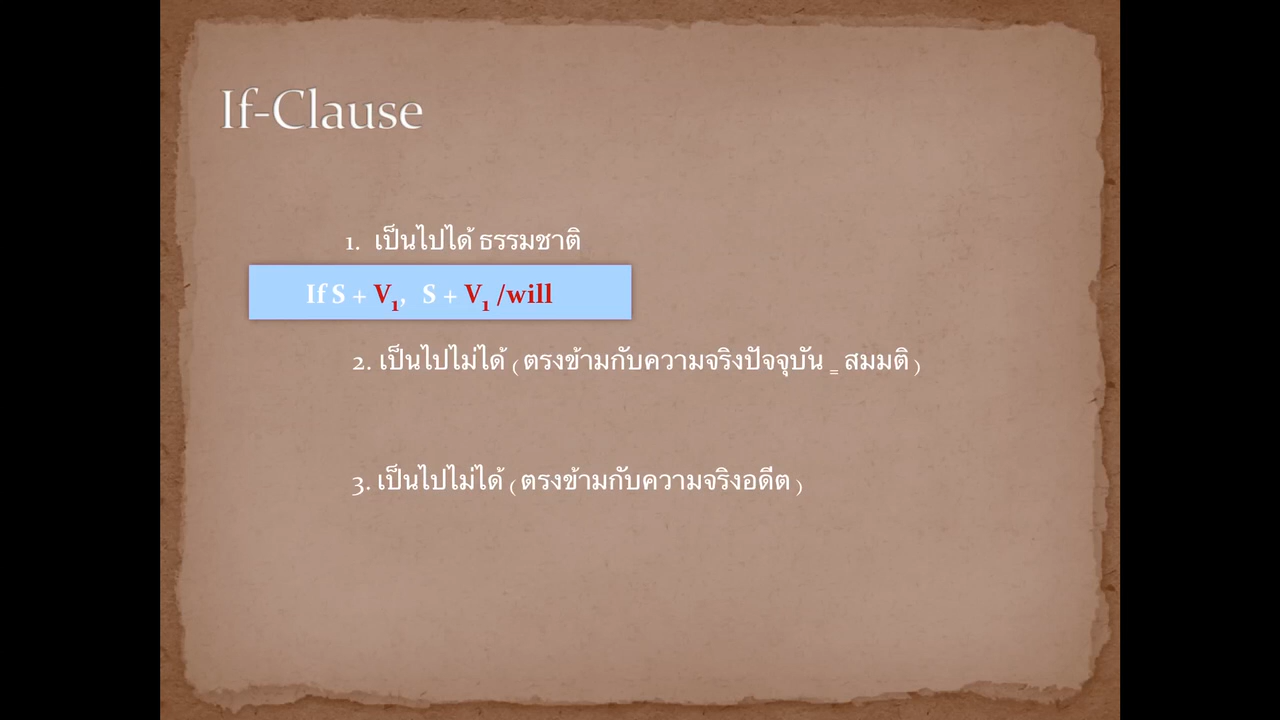 If-Clause
1. เป็นไปได้ ธรรมชาติ
If S + V1, S + V1 /will
2. เป็นไปไม่ได้ ( ตรงข้ามกับความจริงปัจจุบัน = สมมติ )
3. เป็นไปไม่ได้ ( ตรงข้ามกับความจริงอดีต )